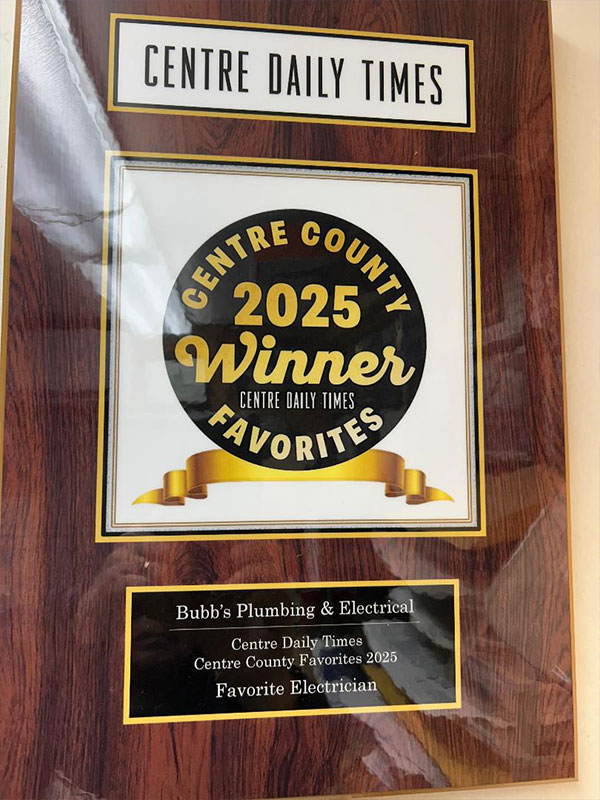 CENTRE DAILY TIMES
CENTRE COUNTY
2025
Winner
CENTRE DAILY TIMES
FAVORITES
Bubb's Plumbing & Electrical
Centre Daily Times
Centre County Favorites 2025
Favorite Electrician